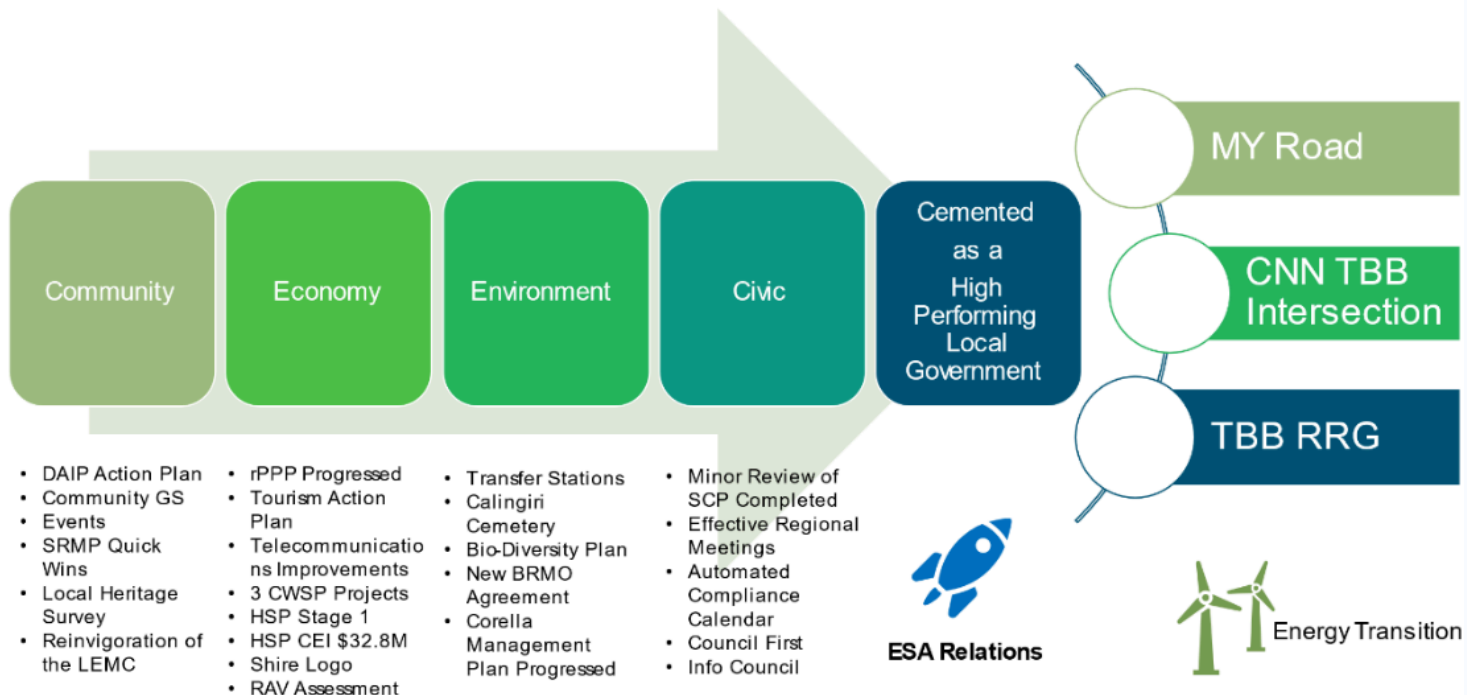 Community
Economy
Environment
Civic
Cemented
as a
High
Performing
Local
Government
MY Road
CNN TBB
Intersection
TBB RRG
• DAIP Action Plan
• Community GS
• Events
• SRMP Quick
Wins
• Local Heritage
Survey
• Reinvigoration of
the LEMC
• rPPP Progressed
• Tourism Action
Plan
• Telecommunicatio
ns Improvements
• 3 CWSP Projects
• HSP Stage 1
• HSP CEI $32.8M
• Shire Logo
• RAV Assessment
• Transfer Stations
• Calingiri
Cemetery
• Bio-Diversity Plan
• New BRMO
Agreement
• Corella
Management
Plan Progressed
• Minor Review of
SCP Completed
• Effective Regional
Meetings
• Automated
Compliance
Calendar
• Council First
• Info Council
ESA Relations
Energy Transition